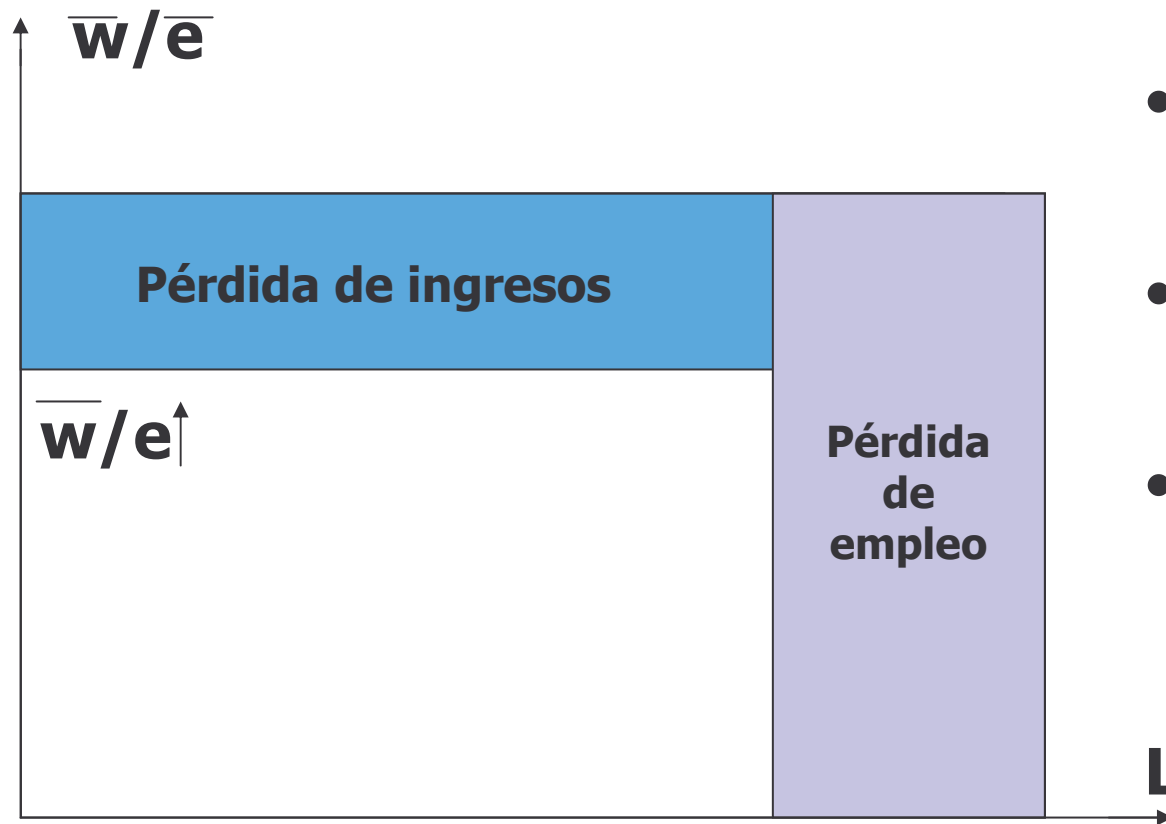 w̅/e̅
Pérdida de ingresos
w̅/e↑
Pérdida
de
empleo
L